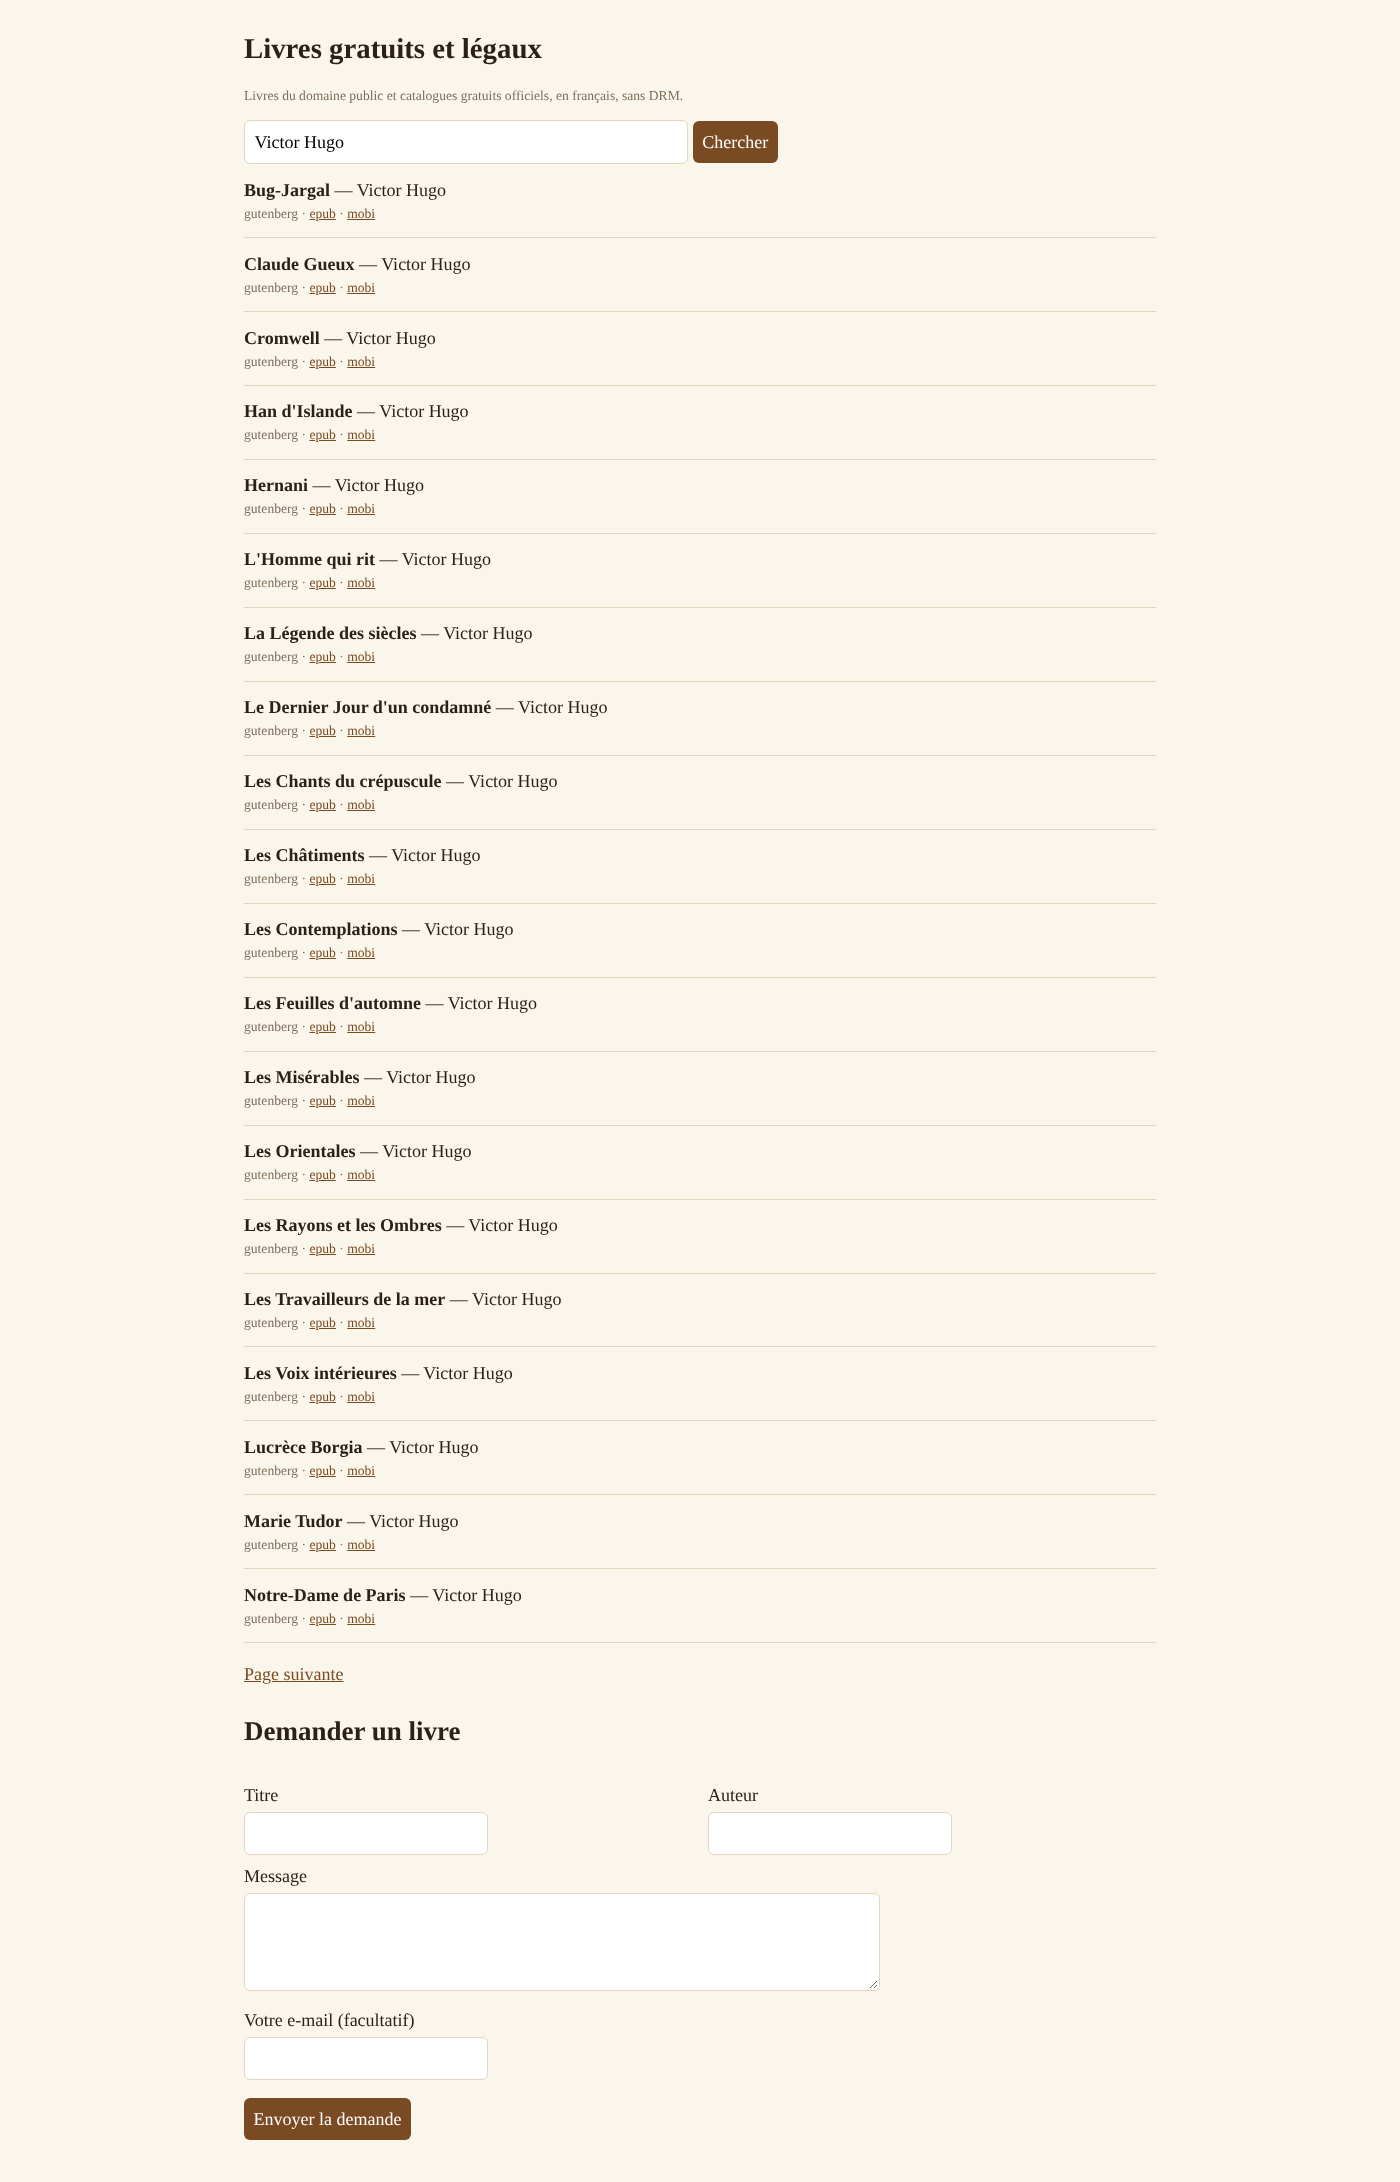 Livres gratuits et légaux
Livres du domaine public et catalogues gratuits officiels, en français, sans DRM.
Victor Hugo
Chercher
Bug-Jargal — Victor Hugo
gutenberg · epub · mobi
Claude Gueux — Victor Hugo
gutenberg · epub · mobi
Cromwell — Victor Hugo
gutenberg · epub · mobi
Han d'Islande — Victor Hugo
gutenberg · epub · mobi
Hernani — Victor Hugo
gutenberg · epub · mobi
L'Homme qui rit — Victor Hugo
gutenberg · epub · mobi
La Légende des siècles — Victor Hugo
gutenberg · epub · mobi
Le Dernier Jour d'un condamné — Victor Hugo
gutenberg · epub · mobi
Les Chants du crépuscule — Victor Hugo
gutenberg · epub · mobi
Les Châtiments — Victor Hugo
gutenberg · epub · mobi
Les Contemplations — Victor Hugo
gutenberg · epub · mobi
Les Feuilles d'automne — Victor Hugo
gutenberg · epub · mobi
Les Misérables — Victor Hugo
gutenberg · epub · mobi
Les Orientales — Victor Hugo
gutenberg · epub · mobi
Les Rayons et les Ombres — Victor Hugo
gutenberg · epub · mobi
Les Travailleurs de la mer — Victor Hugo
gutenberg · epub · mobi
Les Voix intérieures — Victor Hugo
gutenberg · epub · mobi
Lucrèce Borgia — Victor Hugo
gutenberg · epub · mobi
Marie Tudor — Victor Hugo
gutenberg · epub · mobi
Notre-Dame de Paris — Victor Hugo
gutenberg · epub · mobi
Page suivante
Demander un livre
Titre
Auteur
Message
Votre e-mail (facultatif)
Envoyer la demande